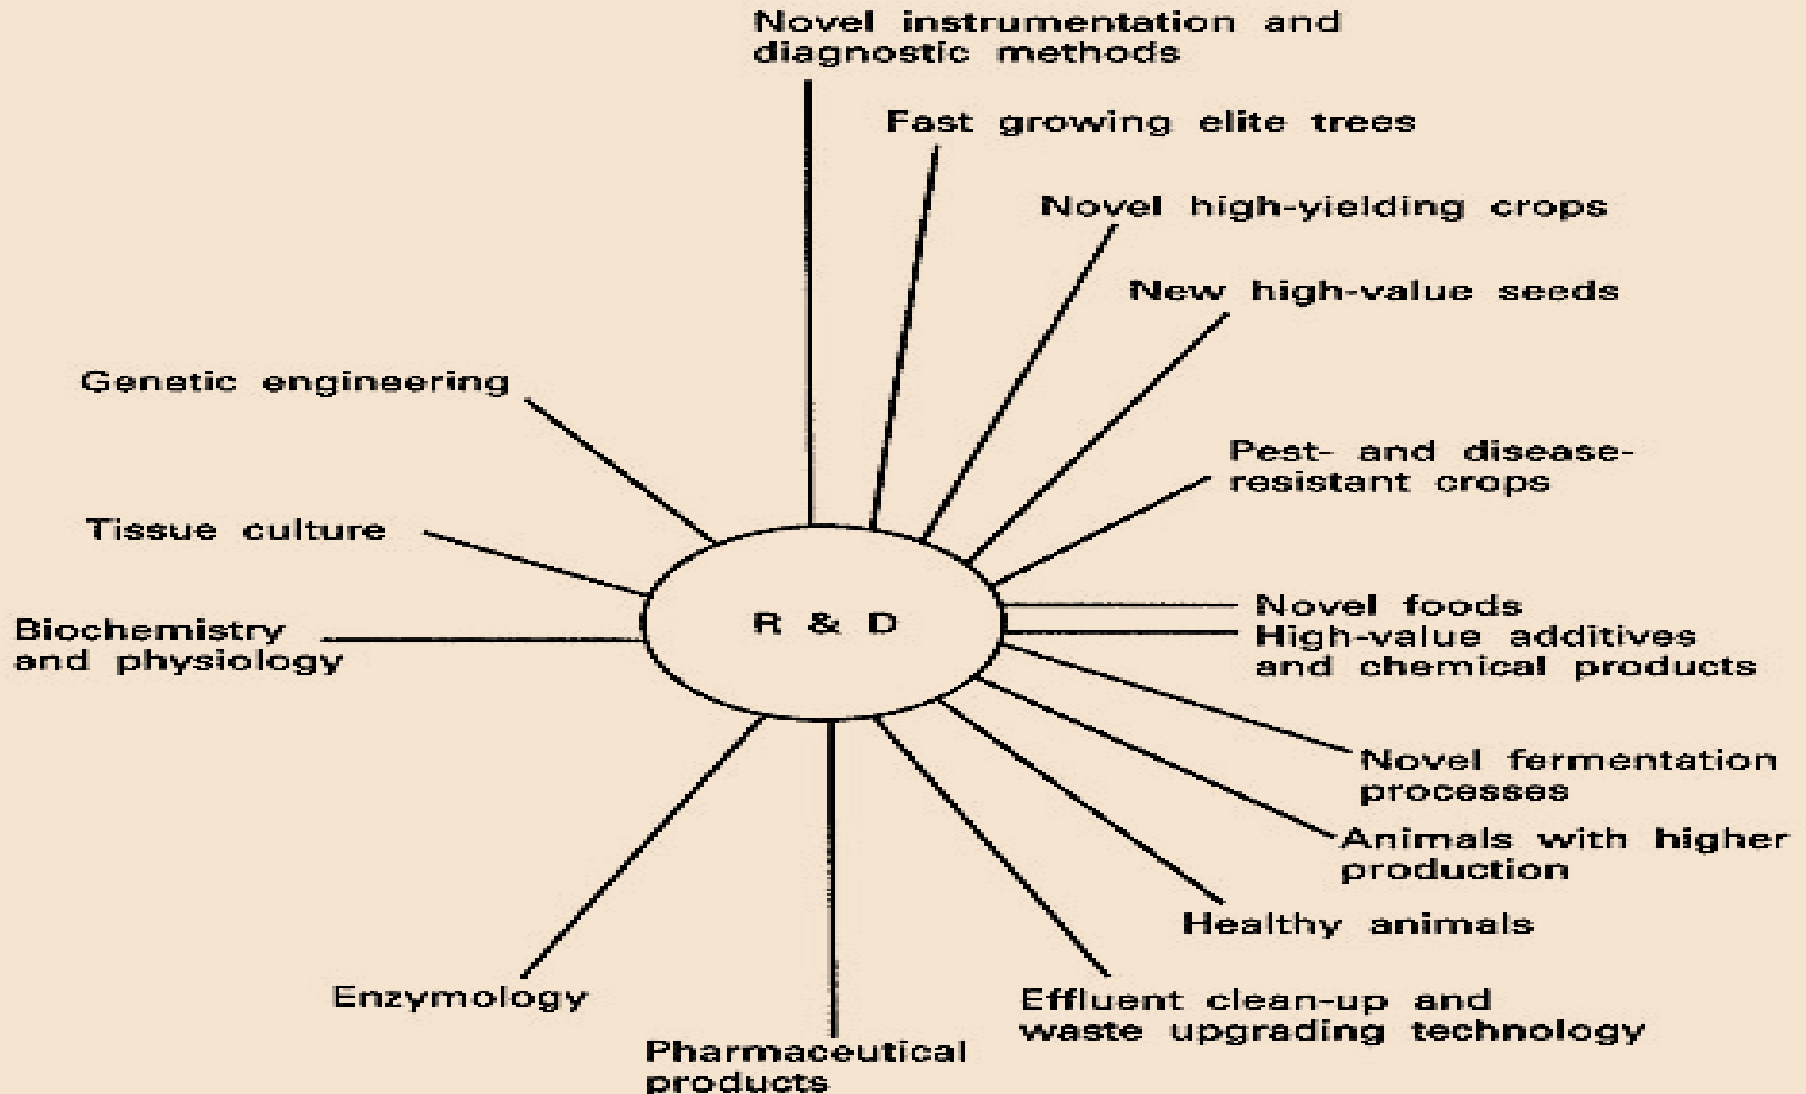 Novel instrumentation and
diagnostic methods
Fast growing elite trees
Novel high-yielding crops
New high-value seeds
Genetic engineering
Pest- and disease-
resistant crops
Tissue culture
Novel foods
R & D
Biochemistry
and physiology
High-value additives
and chemical products
Novel fermentation
processes
Animals with higher
production
Healthy animals
Enzymology
Effluent clean-up and
waste upgrading technology
Pharmaceutical
products